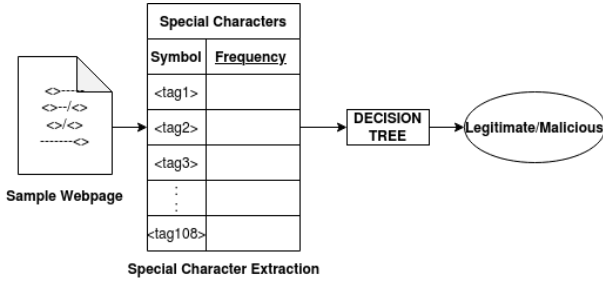 Special Characters
Symbol Frequency
<>-----
<>--/<>
<>/<>
-------<>
<tag1>
<tag2>
<tag3>
:
:
<tag108>
DECISION
TREE
Legitimate/Malicious
Sample Webpage
Special Character Extraction